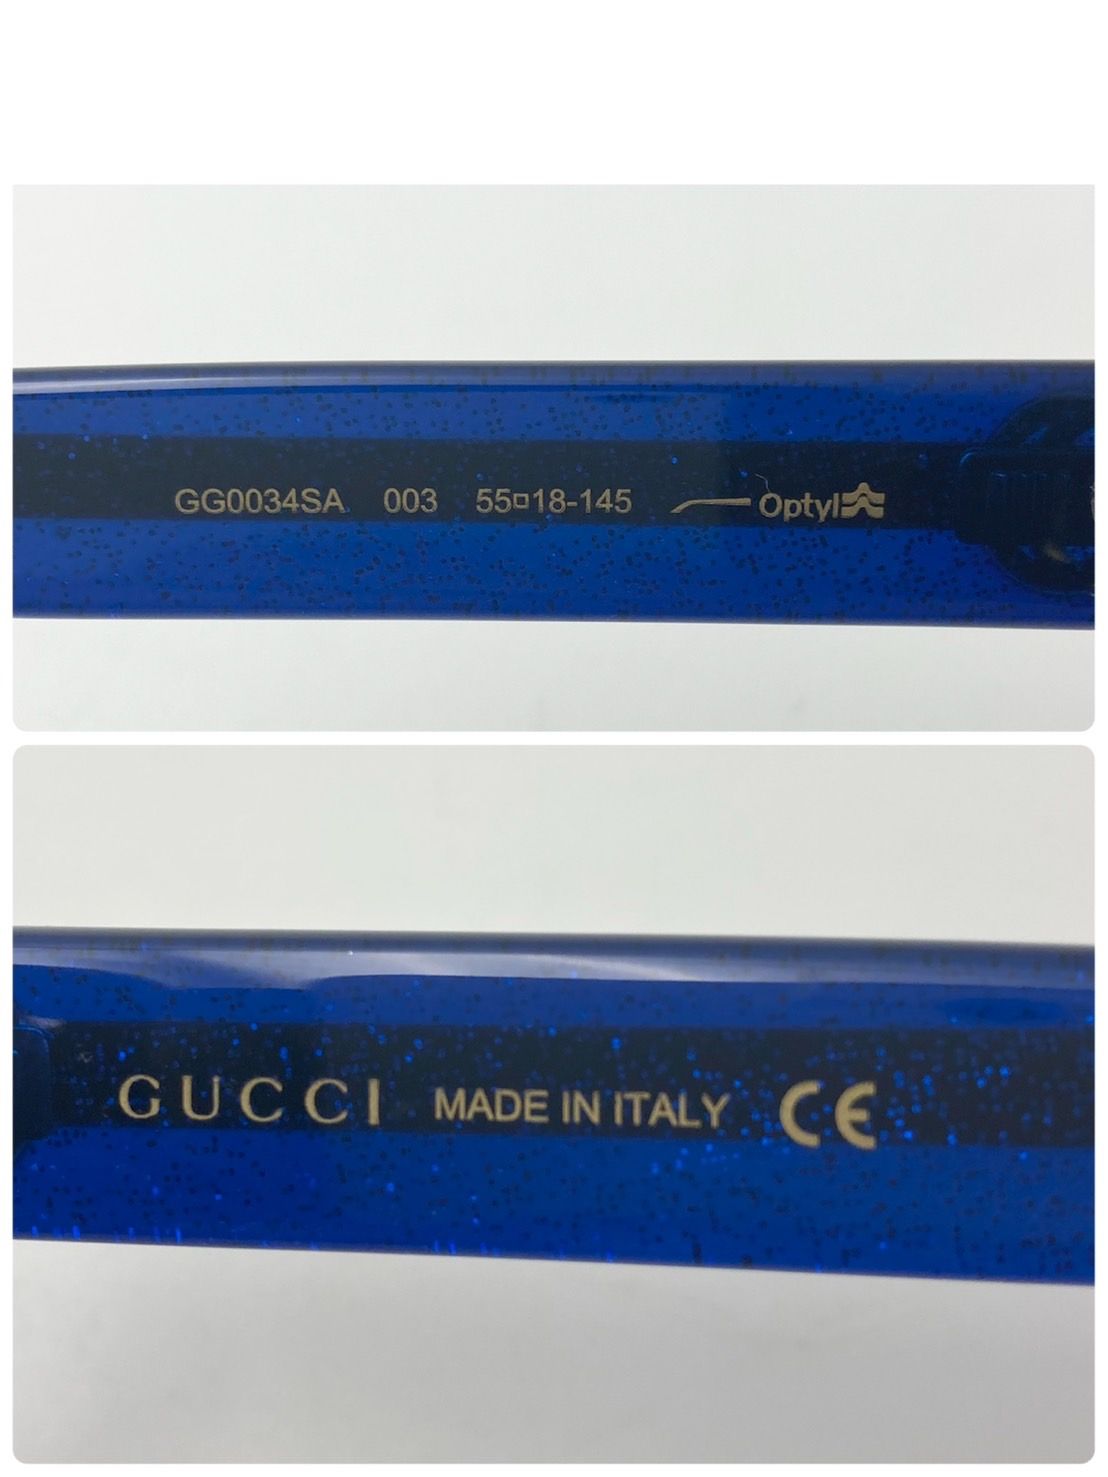 GG0034SA 003 55□18-145 Optyl
GUCCI MADE IN ITALY CE